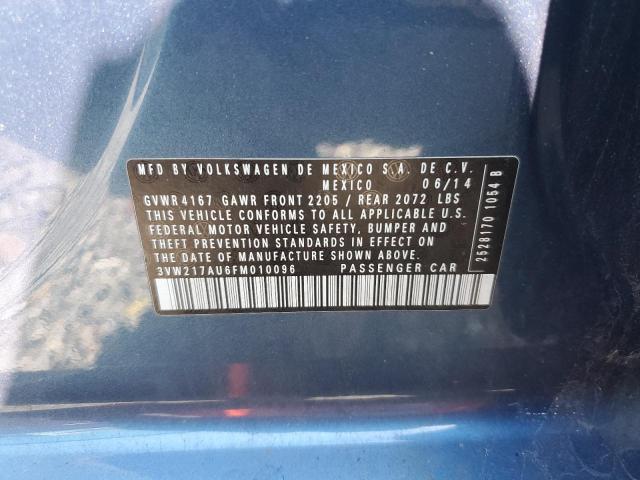 MFD BY VOLKSWAGEN DE MEXICO S.A. DE C.V.
MEXICO 06/14
GVWR 4167 GAWR FRONT 2205 / REAR 2072 LBS
THIS VEHICLE CONFORMS TO ALL APPLICABLE U.S.
FEDERAL MOTOR VEHICLE SAFETY, BUMPER AND
THEFT PREVENTION STANDARDS IN EFFECT ON THE
DATE OF MANUFACTURE SHOWN ABOVE.
3VW217AU6FM010096 PASSENGER CAR
2528170 1054 B